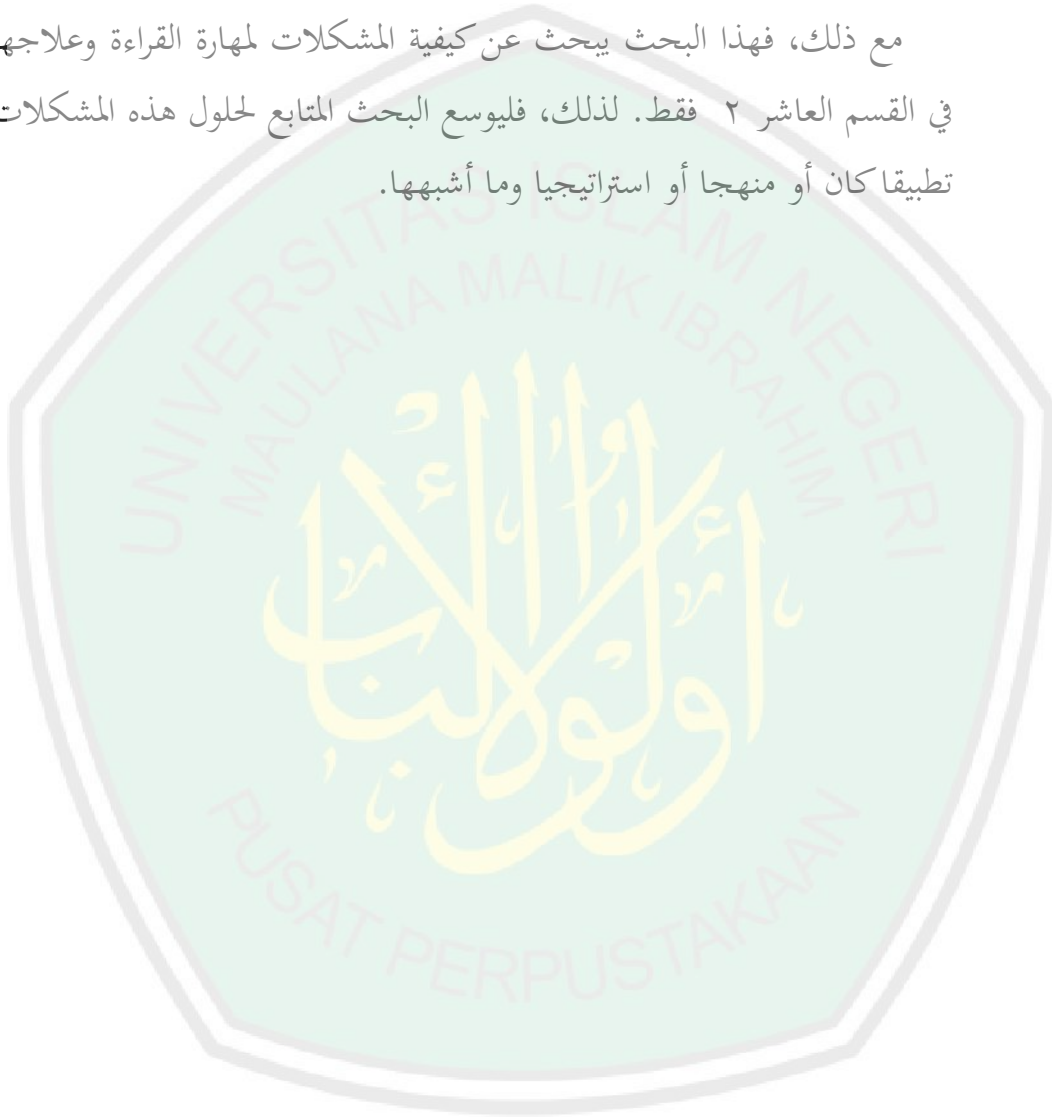 مع ذلك، فهذا البحث يبحث عن كيفية المشكلات لمهارة القراءة وعلاجها
في القسم العاشر ٢ فقط. لذلك، فليوسع البحث المتابع لحلول هذه المشكلات
تطبيقا كان أو منهجا أو استراتيجيا وما أشبهها.
UNIVERSITAS ISLAM NEGERI
MAULANA MALIK IBRAHIM
أولوا الألباب
PUSAT PERPUSTAKAAN